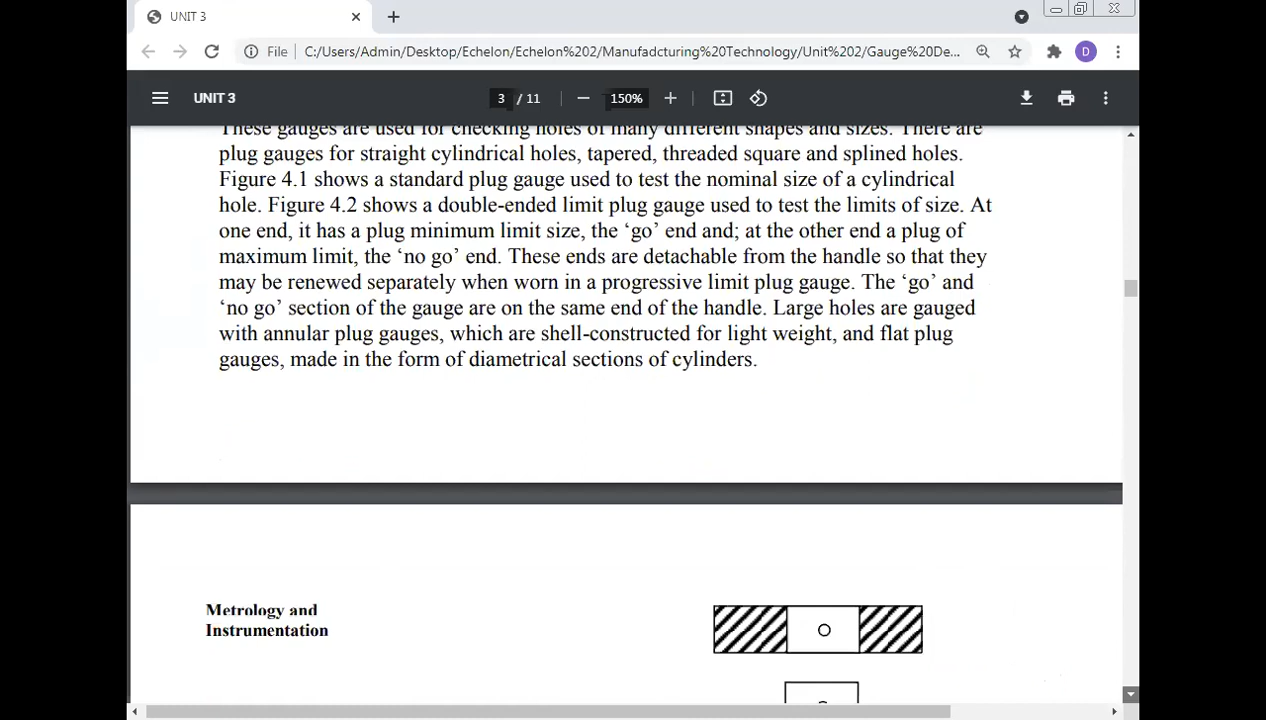 UNIT 3
File
C:/Users/Admin/Desktop/Echelon/Echelon%202/Manufadcturing%20Technology/Unit%202/Gauge%20De...
D
UNIT 3
3 / 11
150%
These gauges are used for checking holes of many different shapes and sizes. There are
plug gauges for straight cylindrical holes, tapered, threaded square and splined holes.
Figure 4.1 shows a standard plug gauge used to test the nominal size of a cylindrical
hole. Figure 4.2 shows a double-ended limit plug gauge used to test the limits of size. At
one end, it has a plug minimum limit size, the ‘go’ end and; at the other end a plug of
maximum limit, the ‘no go’ end. These ends are detachable from the handle so that they
may be renewed separately when worn in a progressive limit plug gauge. The ‘go’ and
‘no go’ section of the gauge are on the same end of the handle. Large holes are gauged
with annular plug gauges, which are shell-constructed for light weight, and flat plug
gauges, made in the form of diametrical sections of cylinders.
Metrology and
Instrumentation